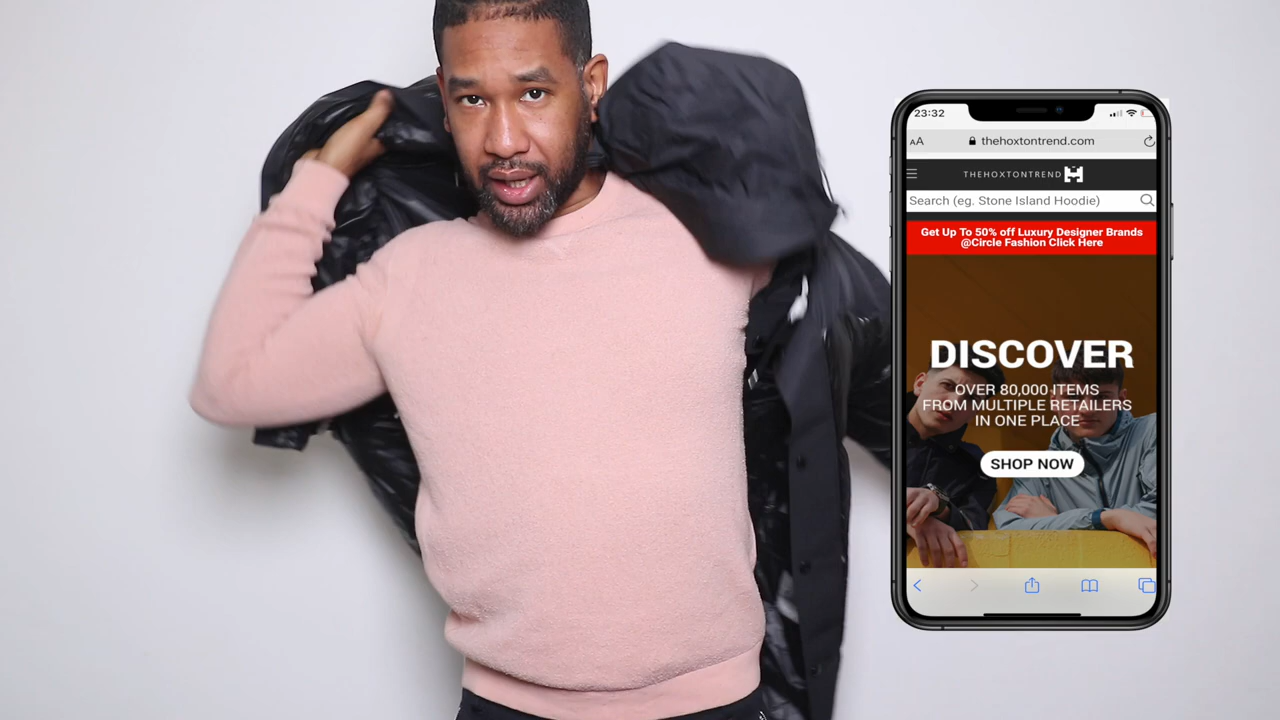 23:32
AA
thehoxtontrend.com
THEHOXTONTREND
Search (eg. Stone Island Hoodie)
Get Up To 50% off Luxury Designer Brands
@Circle Fashion Click Here
DISCOVER
OVER 80,000 ITEMS
FROM MULTIPLE RETAILERS
IN ONE PLACE
SHOP NOW